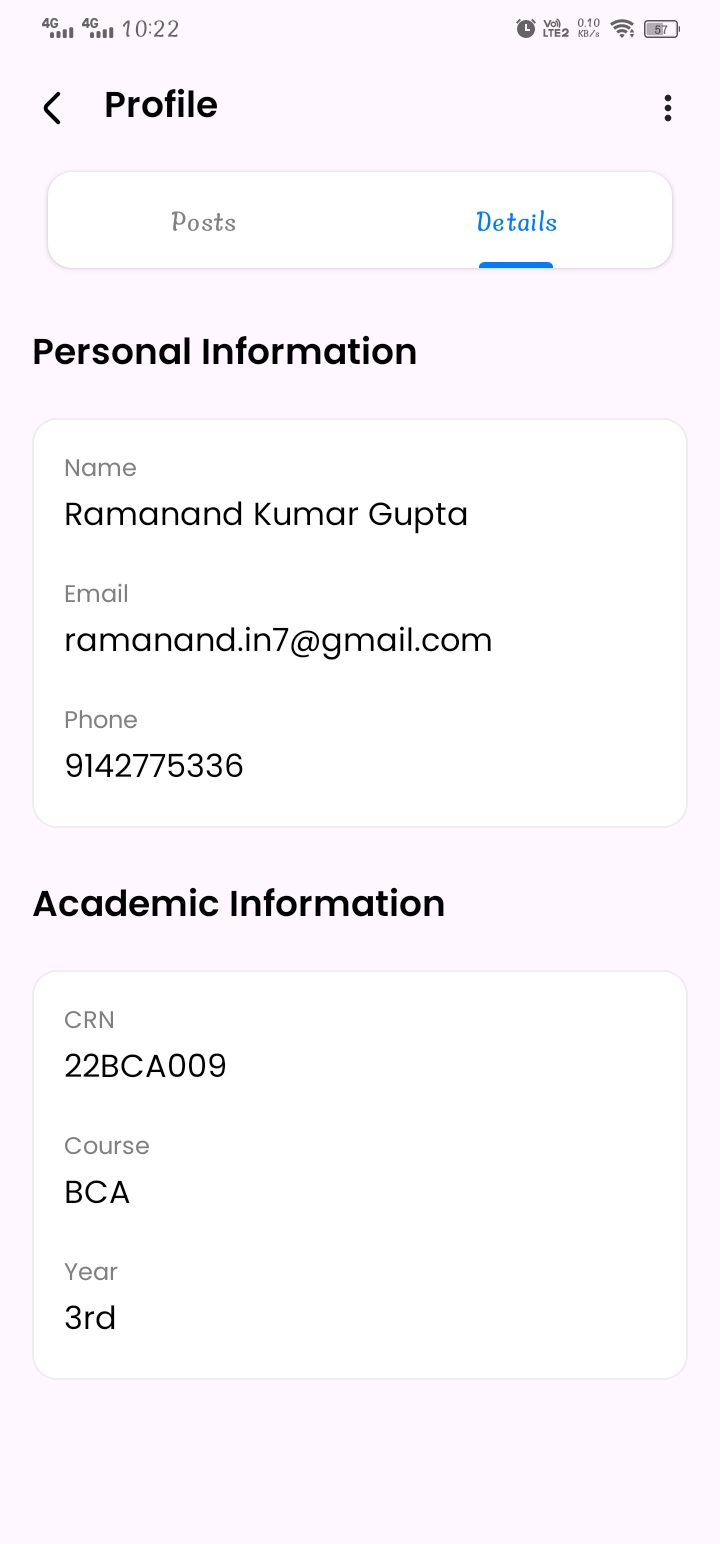 4G 4G 10:22 Vo) LTE2 0.10 KB/s 57
Profile
Posts Details
Personal Information
Name
Ramanand Kumar Gupta
Email
ramanand.in7@gmail.com
Phone
9142775336
Academic Information
CRN
22BCA009
Course
BCA
Year
3rd